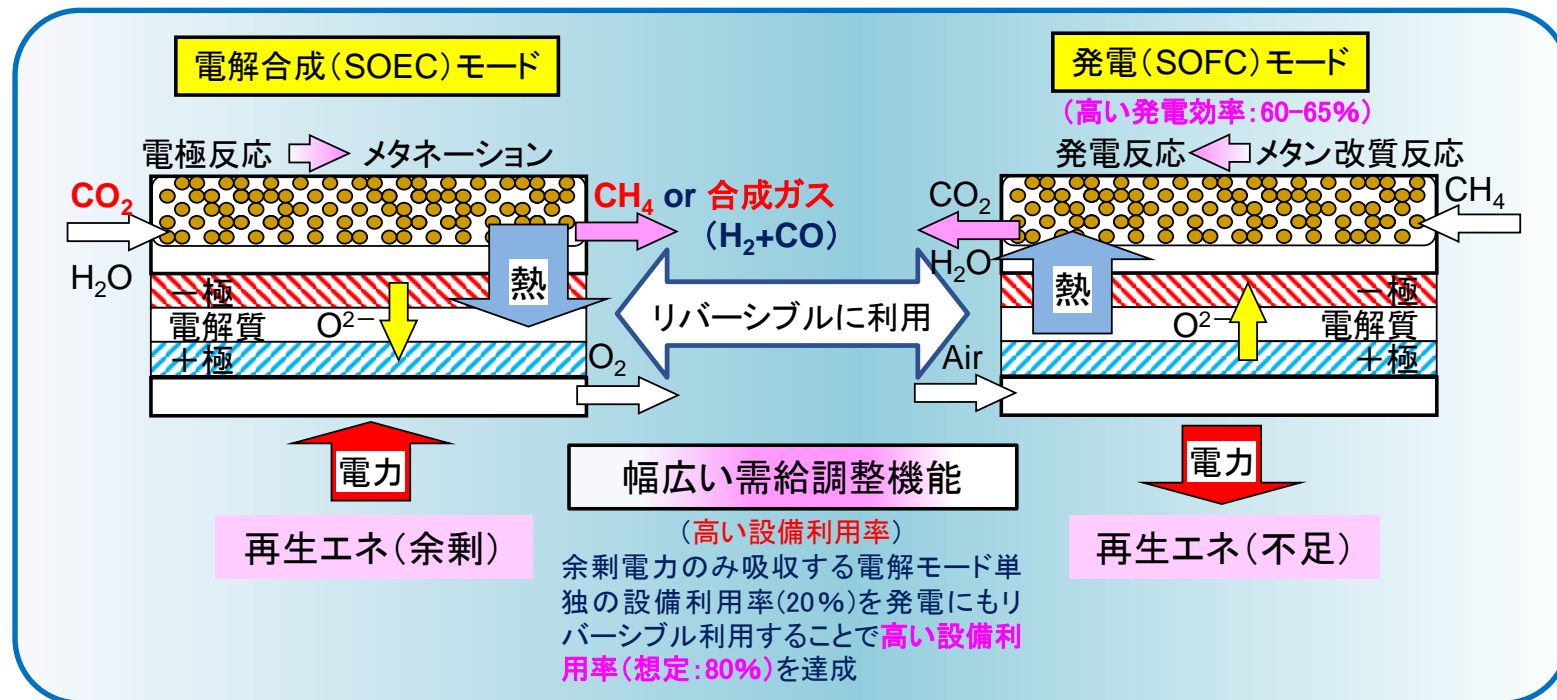 電解合成(SOEC)モード
電極反応 メタネーション
CO2
H2O
CH4 or 合成ガス
(H2+CO)
熱
－極
電解質
O2－
＋極
O2
電力
再生エネ(余剰)
リバーシブルに利用
幅広い需給調整機能
(高い設備利用率)
余剰電力のみ吸収する電解モード単
独の設備利用率(20%)を発電にもリ
バーシブル利用することで高い設備利
用率(想定:80%)を達成
発電(SOFC)モード
(高い発電効率:60-65%)
発電反応 メタン改質反応
CO2
CH4
H2O
熱
－極
O2－
電解質
＋極
Air
電力
再生エネ(不足)